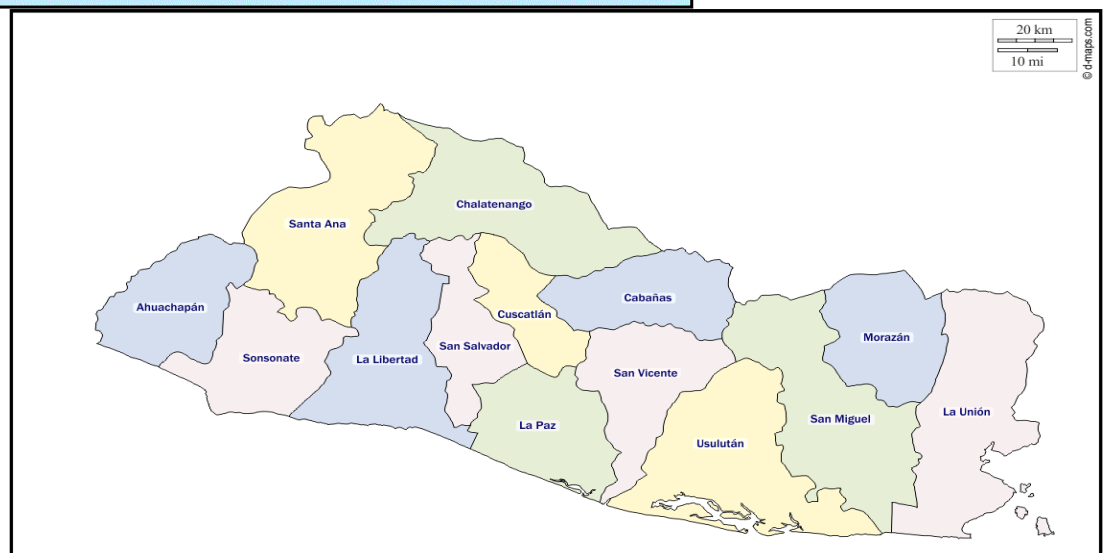 20 km
10 mi
© d-maps.com
Santa Ana
Chalatenango
Ahuachapán
Cabañas
Cuscatlán
Sonsonate
La Libertad
San Salvador
Morazán
San Vicente
La Unión
San Miguel
La Paz
Usulután